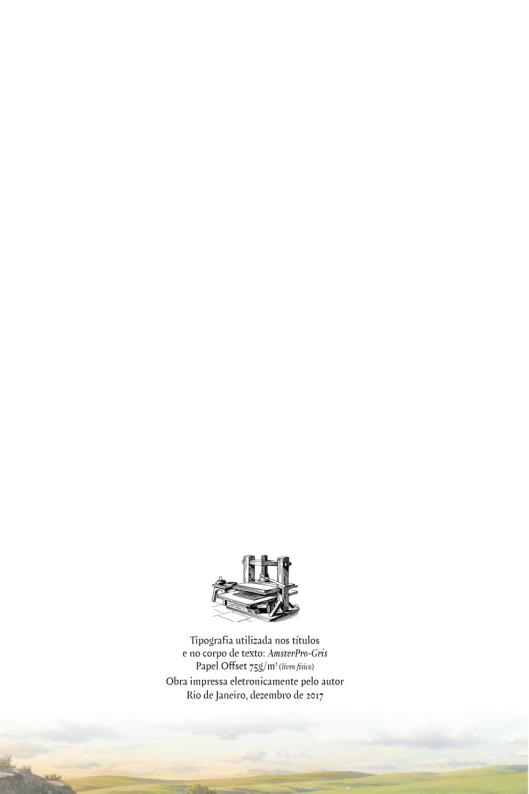 Tipografia utilizada nos títulos
e no corpo de texto: AmsterPro-Gris
Papel Offset 75g/m² (livro físico)
Obra impressa eletronicamente pelo autor
Rio de Janeiro, dezembro de 2017